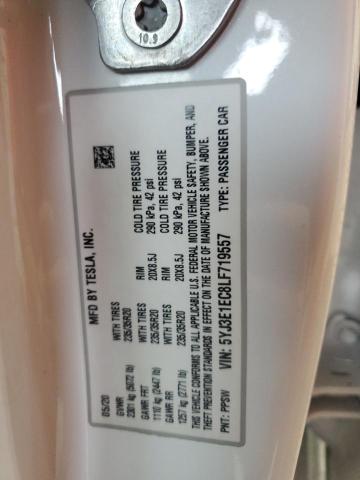 10.9
MFD BY TESLA, INC.
05/20
GVWR
2301 kg (5072 lb)
GAWR FRT
1110 kg (2447 lb)
WITH TIRES
235/35R20
RIM
20X8.5J
COLD TIRE PRESSURE
290 kPa, 42 psi
GAWR RR
1257 kg (2771 lb)
WITH TIRES
235/35R20
RIM
20X8.5J
COLD TIRE PRESSURE
290 kPa, 42 psi
THIS VEHICLE CONFORMS TO ALL APPLICABLE U.S. FEDERAL MOTOR VEHICLE SAFETY, BUMPER, AND
THEFT PREVENTION STANDARDS IN EFFECT ON THE DATE OF MANUFACTURE SHOWN ABOVE.
VIN: 5YJ3E1EC8LF719557
TYPE: PASSENGER CAR
PNT: PPSW